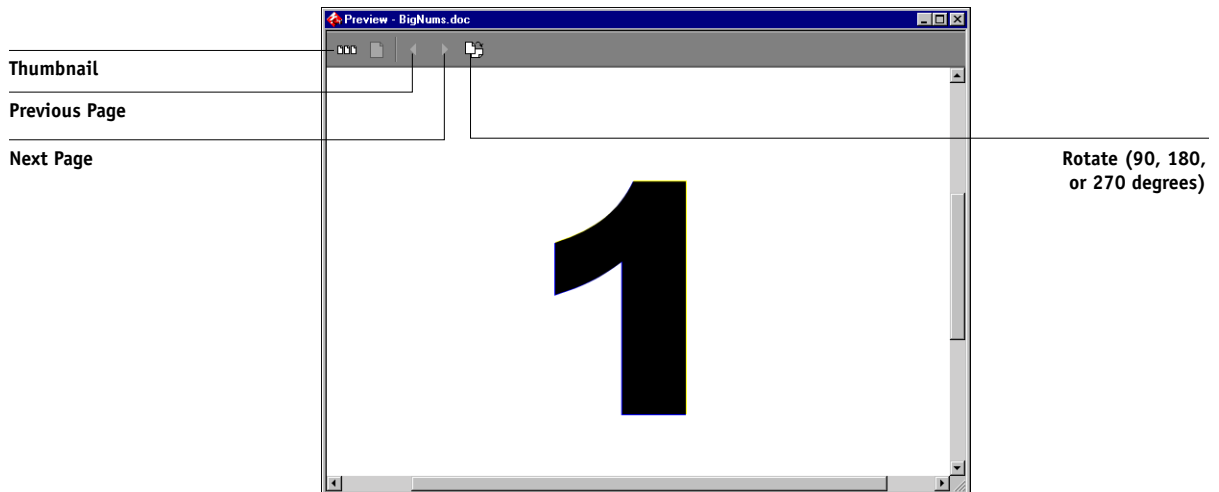 Preview - BigNums.doc
Thumbnail
Previous Page
Next Page
Rotate (90, 180,
or 270 degrees)
1